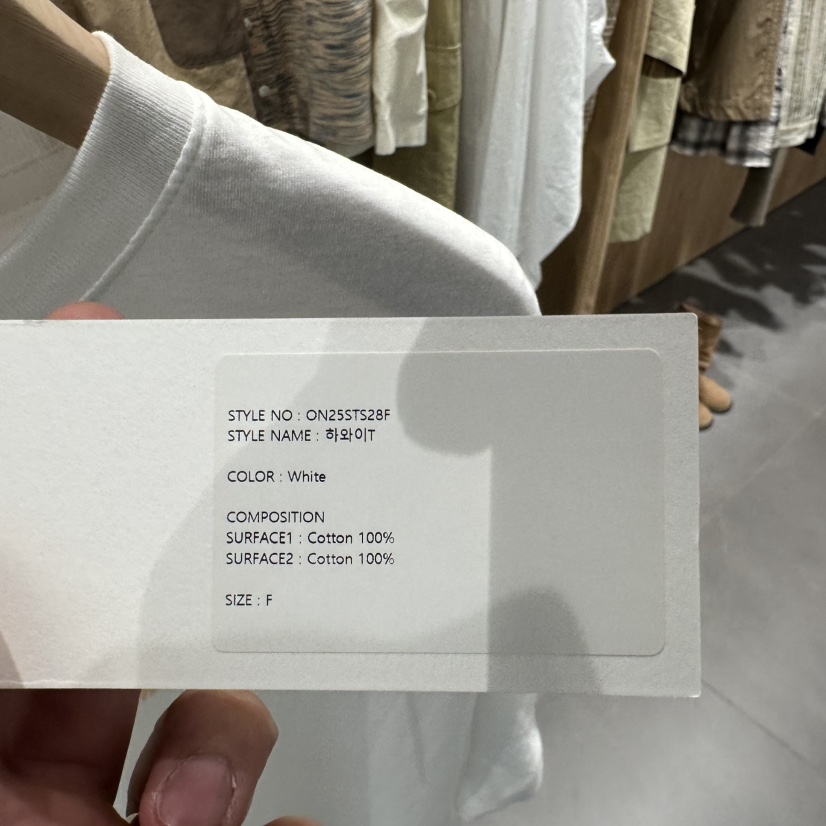 STYLE NO : ON25STS28F
STYLE NAME : 하와이T
COLOR : White
COMPOSITION
SURFACE1 : Cotton 100%
SURFACE2 : Cotton 100%
SIZE : F